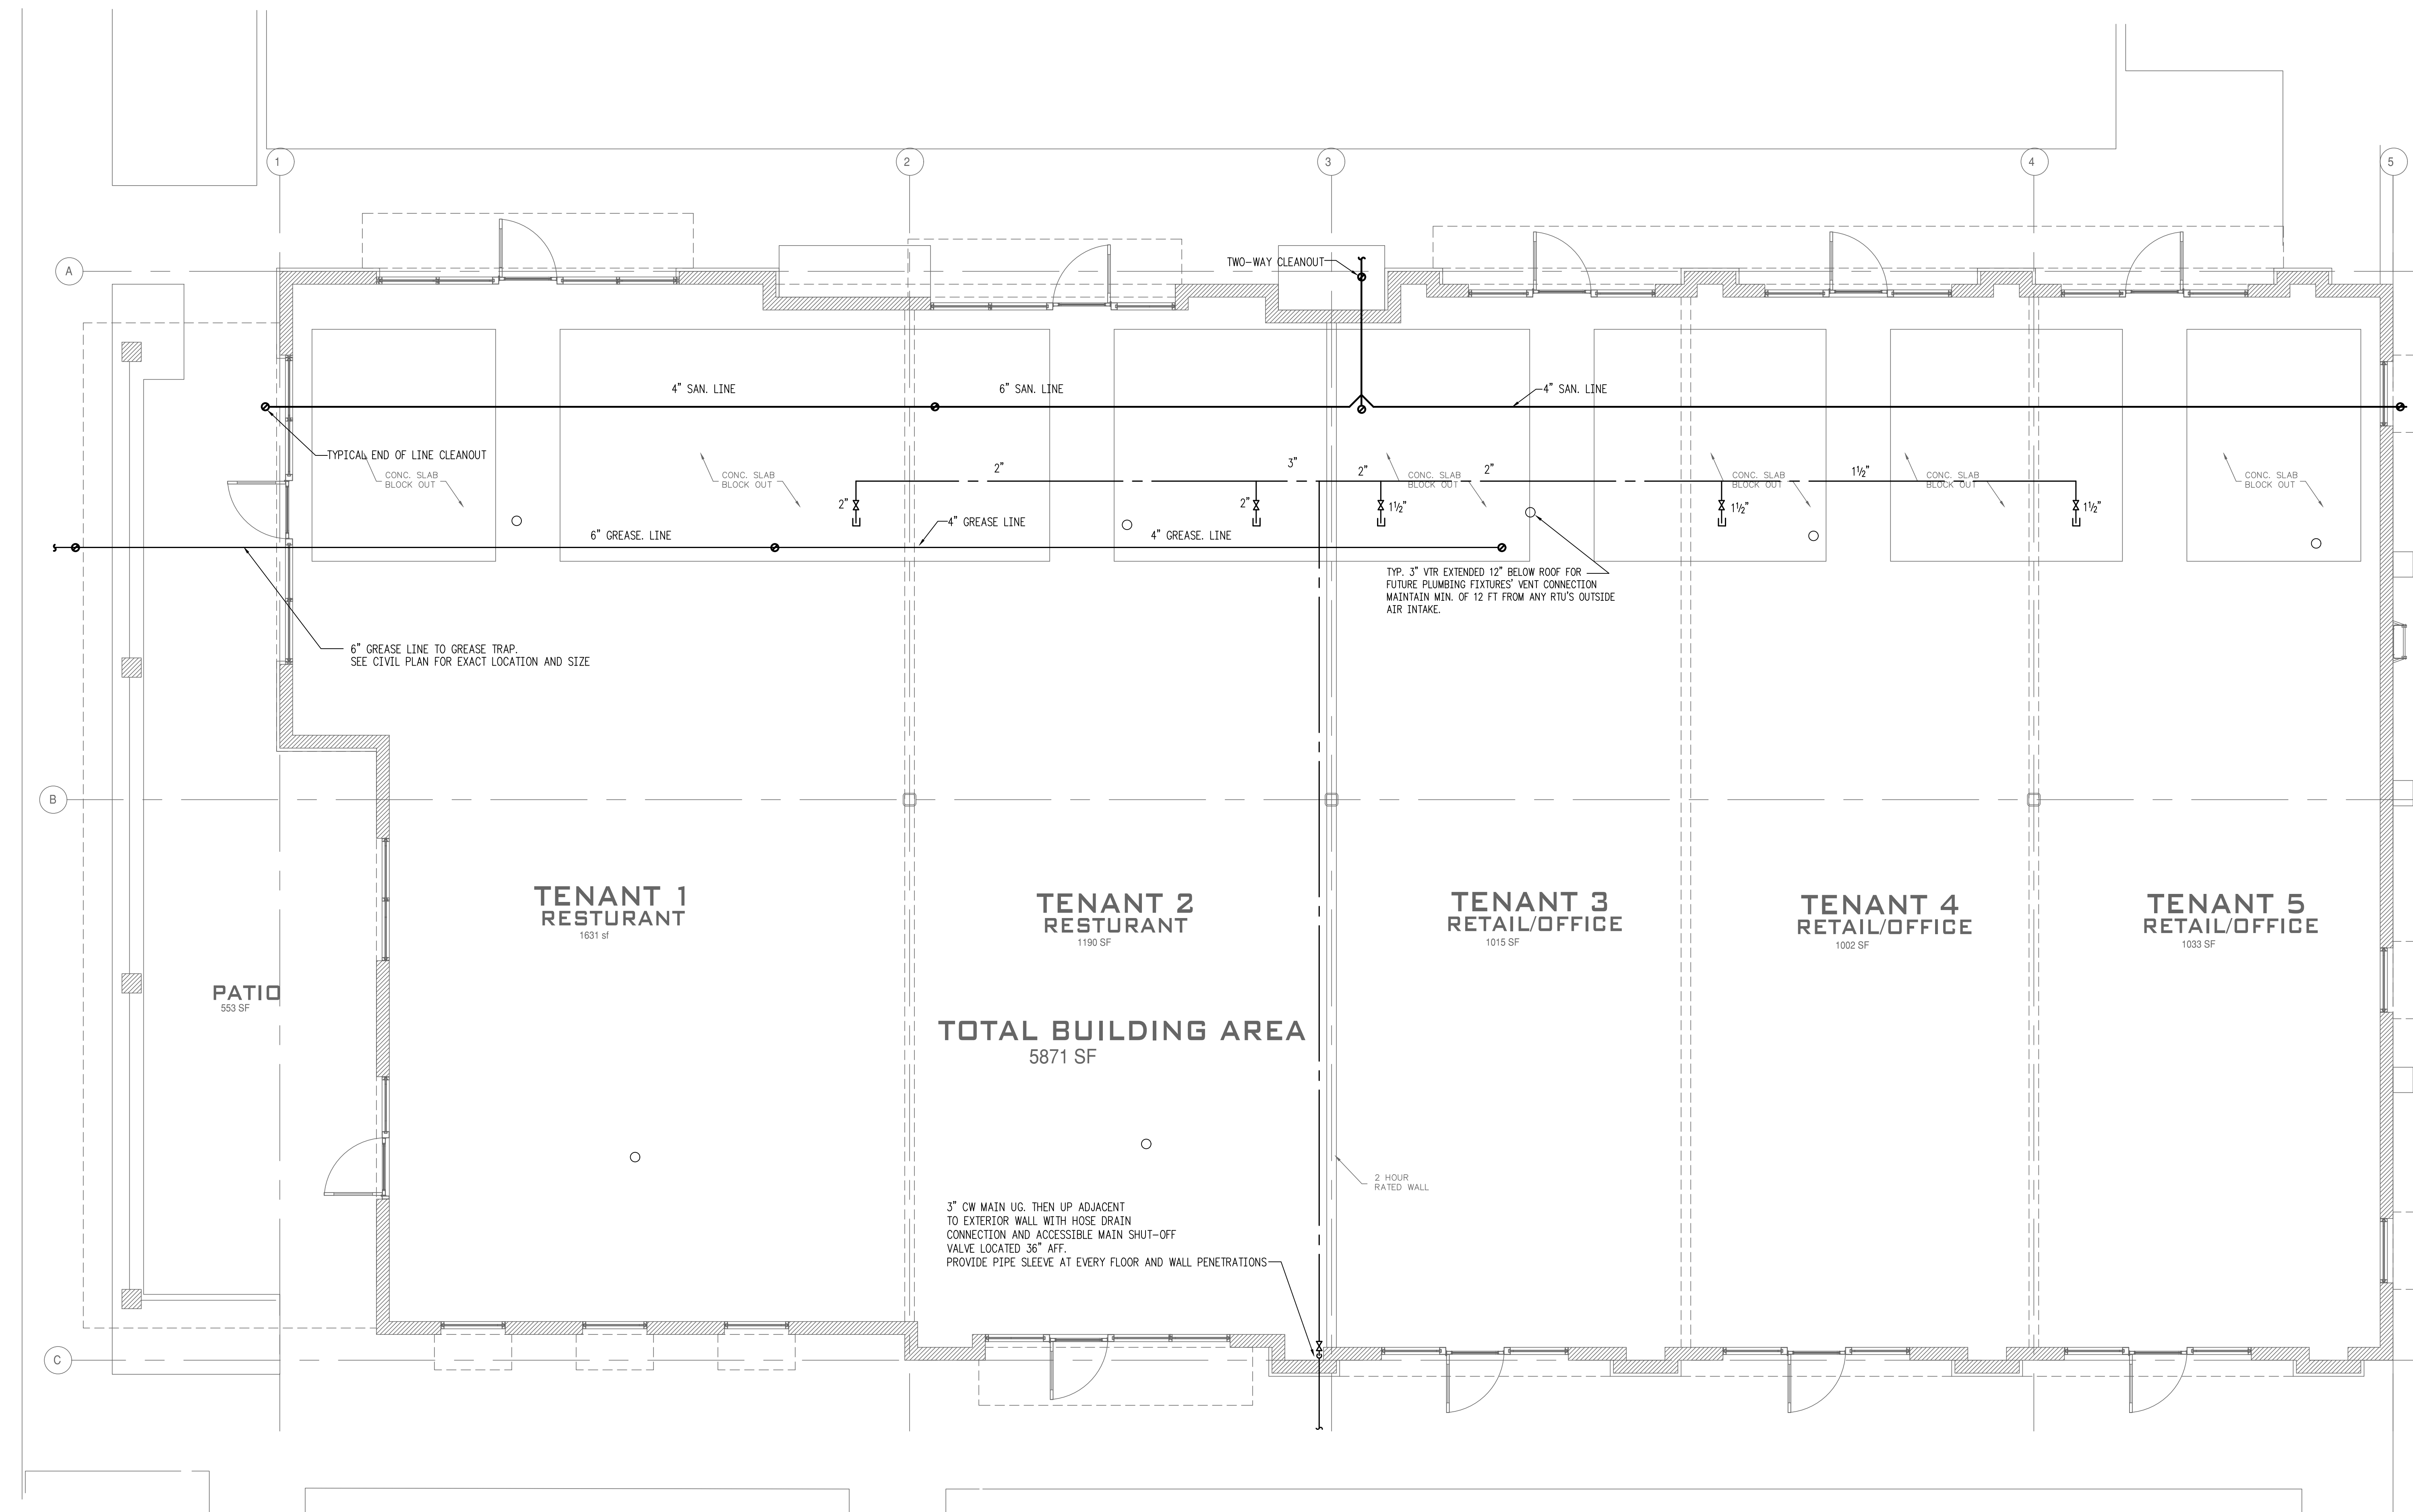 1
2
3
4
5
A
TWO-WAY CLEANOUT
4" SAN. LINE
6" SAN. LINE
4" SAN. LINE
TYPICAL END OF LINE CLEANOUT
CONC. SLAB
BLOCK OUT
CONC. SLAB
BLOCK OUT
2"
3"
2"
CONC. SLAB
BLOCK OUT
2"
CONC. SLAB
BLOCK OUT
1½"
CONC. SLAB
BLOCK OUT
CONC. SLAB
BLOCK OUT
2"
2"
1½"
1½"
1½"
6" GREASE. LINE
4" GREASE LINE
4" GREASE. LINE
TYP. 3" VTR EXTENDED 12" BELOW ROOF FOR
FUTURE PLUMBING FIXTURES' VENT CONNECTION
MAINTAIN MIN. OF 12 FT FROM ANY RTU'S OUTSIDE
AIR INTAKE.
6" GREASE LINE TO GREASE TRAP.
SEE CIVIL PLAN FOR EXACT LOCATION AND SIZE
B
TENANT 1
RESTURANT
1631 sf
TENANT 2
RESTURANT
1190 SF
TENANT 3
RETAIL/OFFICE
1015 SF
TENANT 4
RETAIL/OFFICE
1002 SF
TENANT 5
RETAIL/OFFICE
1033 SF
PATIO
553 SF
TOTAL BUILDING AREA
5871 SF
2 HOUR
RATED WALL
3" CW MAIN UG. THEN UP ADJACENT
TO EXTERIOR WALL WITH HOSE DRAIN
CONNECTION AND ACCESSIBLE MAIN SHUT-OFF
VALVE LOCATED 36" AFF.
PROVIDE PIPE SLEEVE AT EVERY FLOOR AND WALL PENETRATIONS
C